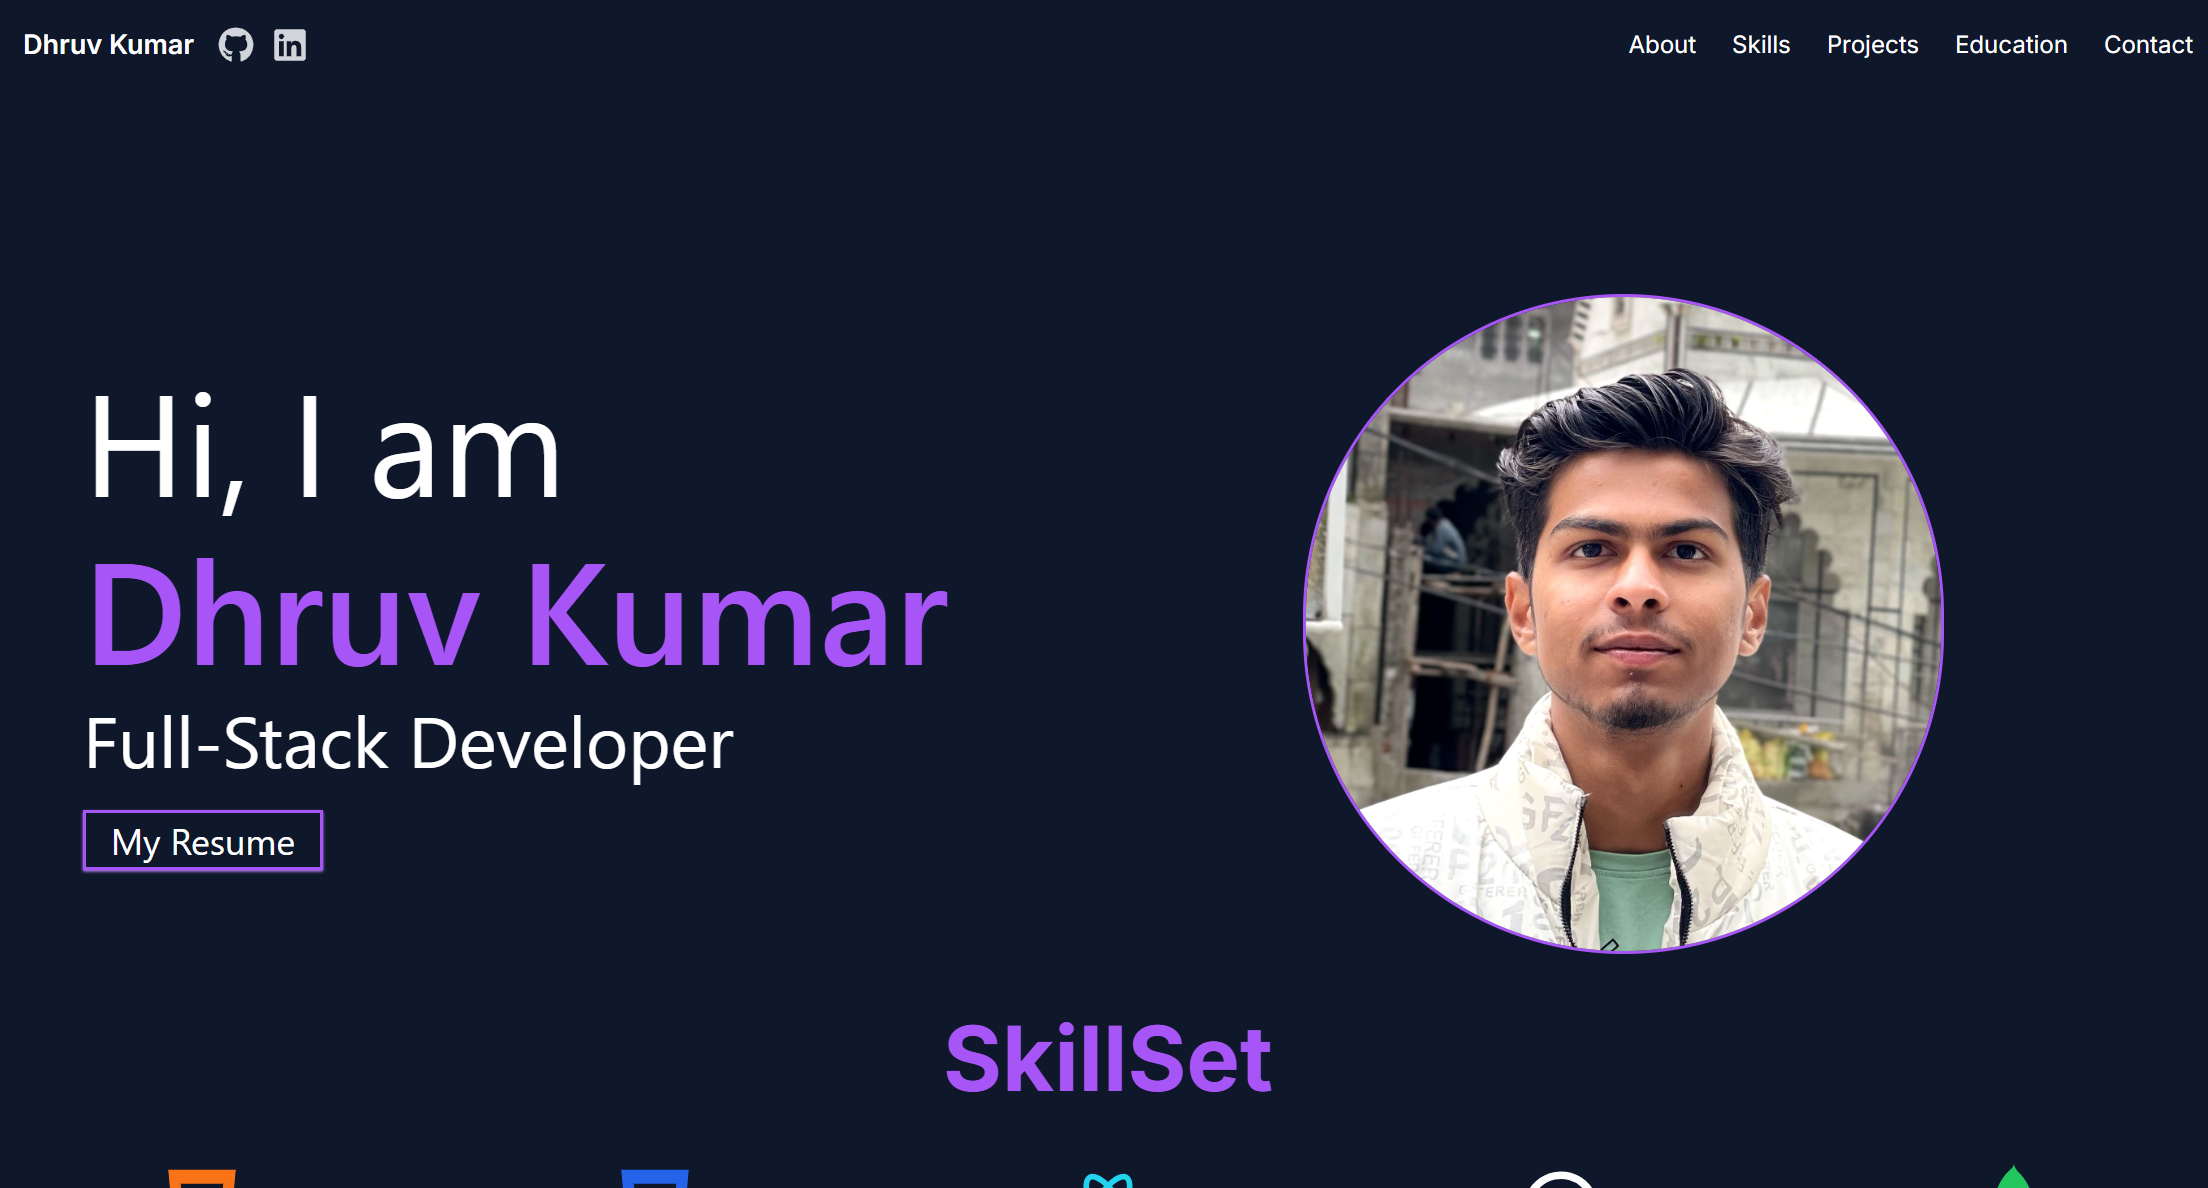 Dhruv Kumar
About Skills Projects Education Contact
Hi, I am
Dhruv Kumar
Full-Stack Developer
My Resume
SkillSet